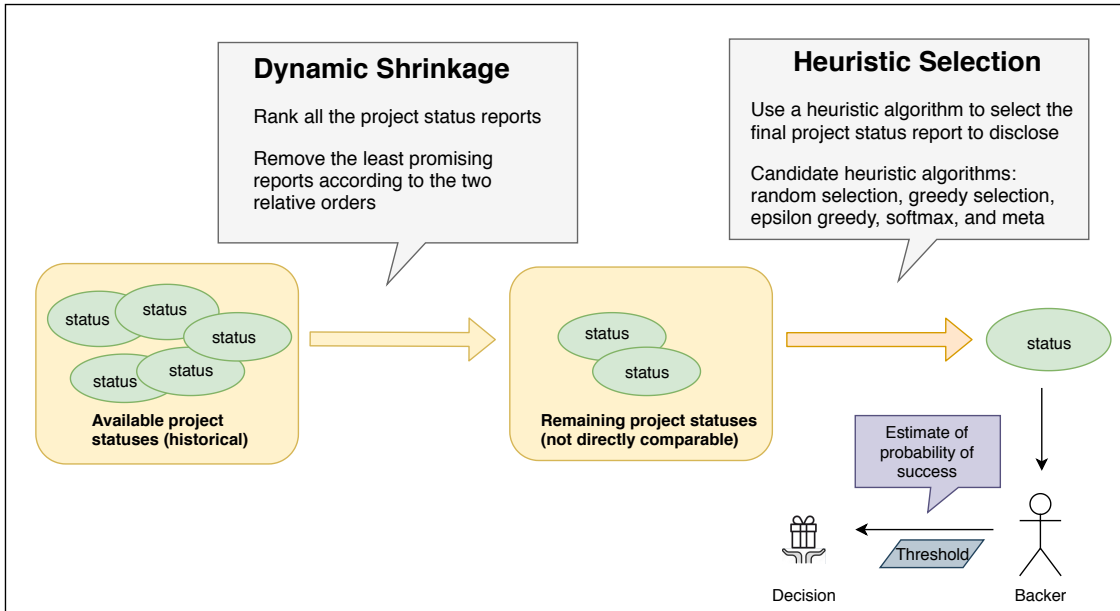 Dynamic Shrinkage
Rank all the project status reports
Remove the least promising
reports according to the two
relative orders
Heuristic Selection
Use a heuristic algorithm to select the
final project status report to disclose
Candidate heuristic algorithms:
random selection, greedy selection,
epsilon greedy, softmax, and meta
status
status
status
status
status
Available project
statuses (historical)
status
status
Remaining project statuses
(not directly comparable)
status
Estimate of
probability of
success
Threshold
Decision
Backer